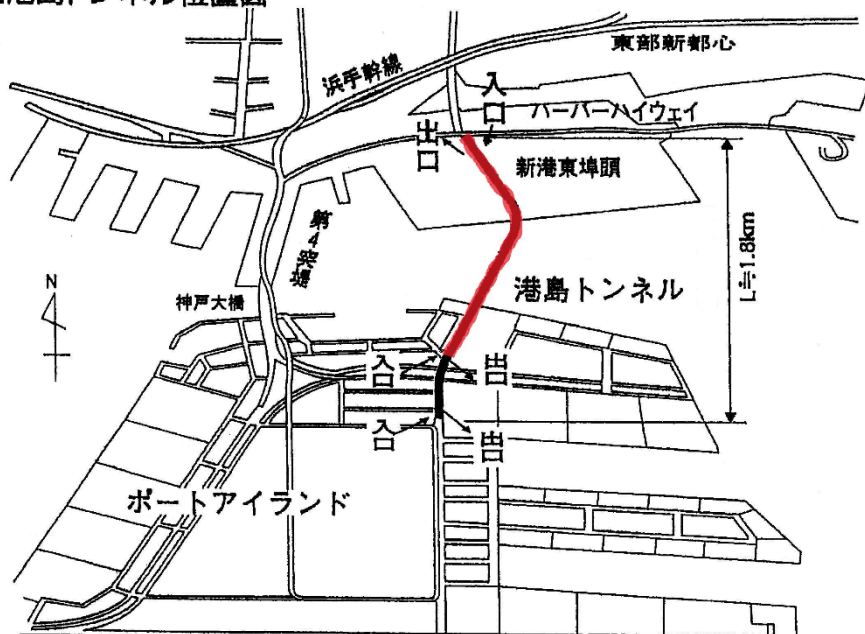 東部新都心
浜手幹線
入口
ハーバーハイウェイ
出口
新港東埠頭
第4突堤
N
港島トンネル
L≒1.8km
神戸大橋
入口
出口
入口
出口
ポートアイランド